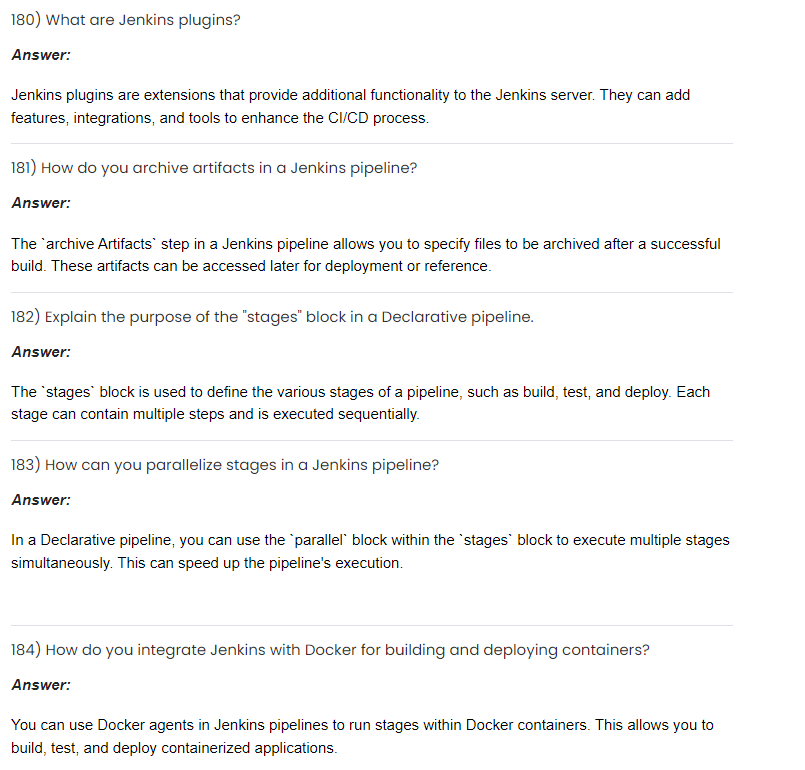 180) What are Jenkins plugins?
Answer:
Jenkins plugins are extensions that provide additional functionality to the Jenkins server. They can add
features, integrations, and tools to enhance the CI/CD process.
181) How do you archive artifacts in a Jenkins pipeline?
Answer:
The `archive Artifacts` step in a Jenkins pipeline allows you to specify files to be archived after a successful
build. These artifacts can be accessed later for deployment or reference.
182) Explain the purpose of the "stages" block in a Declarative pipeline.
Answer:
The `stages` block is used to define the various stages of a pipeline, such as build, test, and deploy. Each
stage can contain multiple steps and is executed sequentially.
183) How can you parallelize stages in a Jenkins pipeline?
Answer:
In a Declarative pipeline, you can use the `parallel` block within the `stages` block to execute multiple stages
simultaneously. This can speed up the pipeline's execution.
184) How do you integrate Jenkins with Docker for building and deploying containers?
Answer:
You can use Docker agents in Jenkins pipelines to run stages within Docker containers. This allows you to
build, test, and deploy containerized applications.